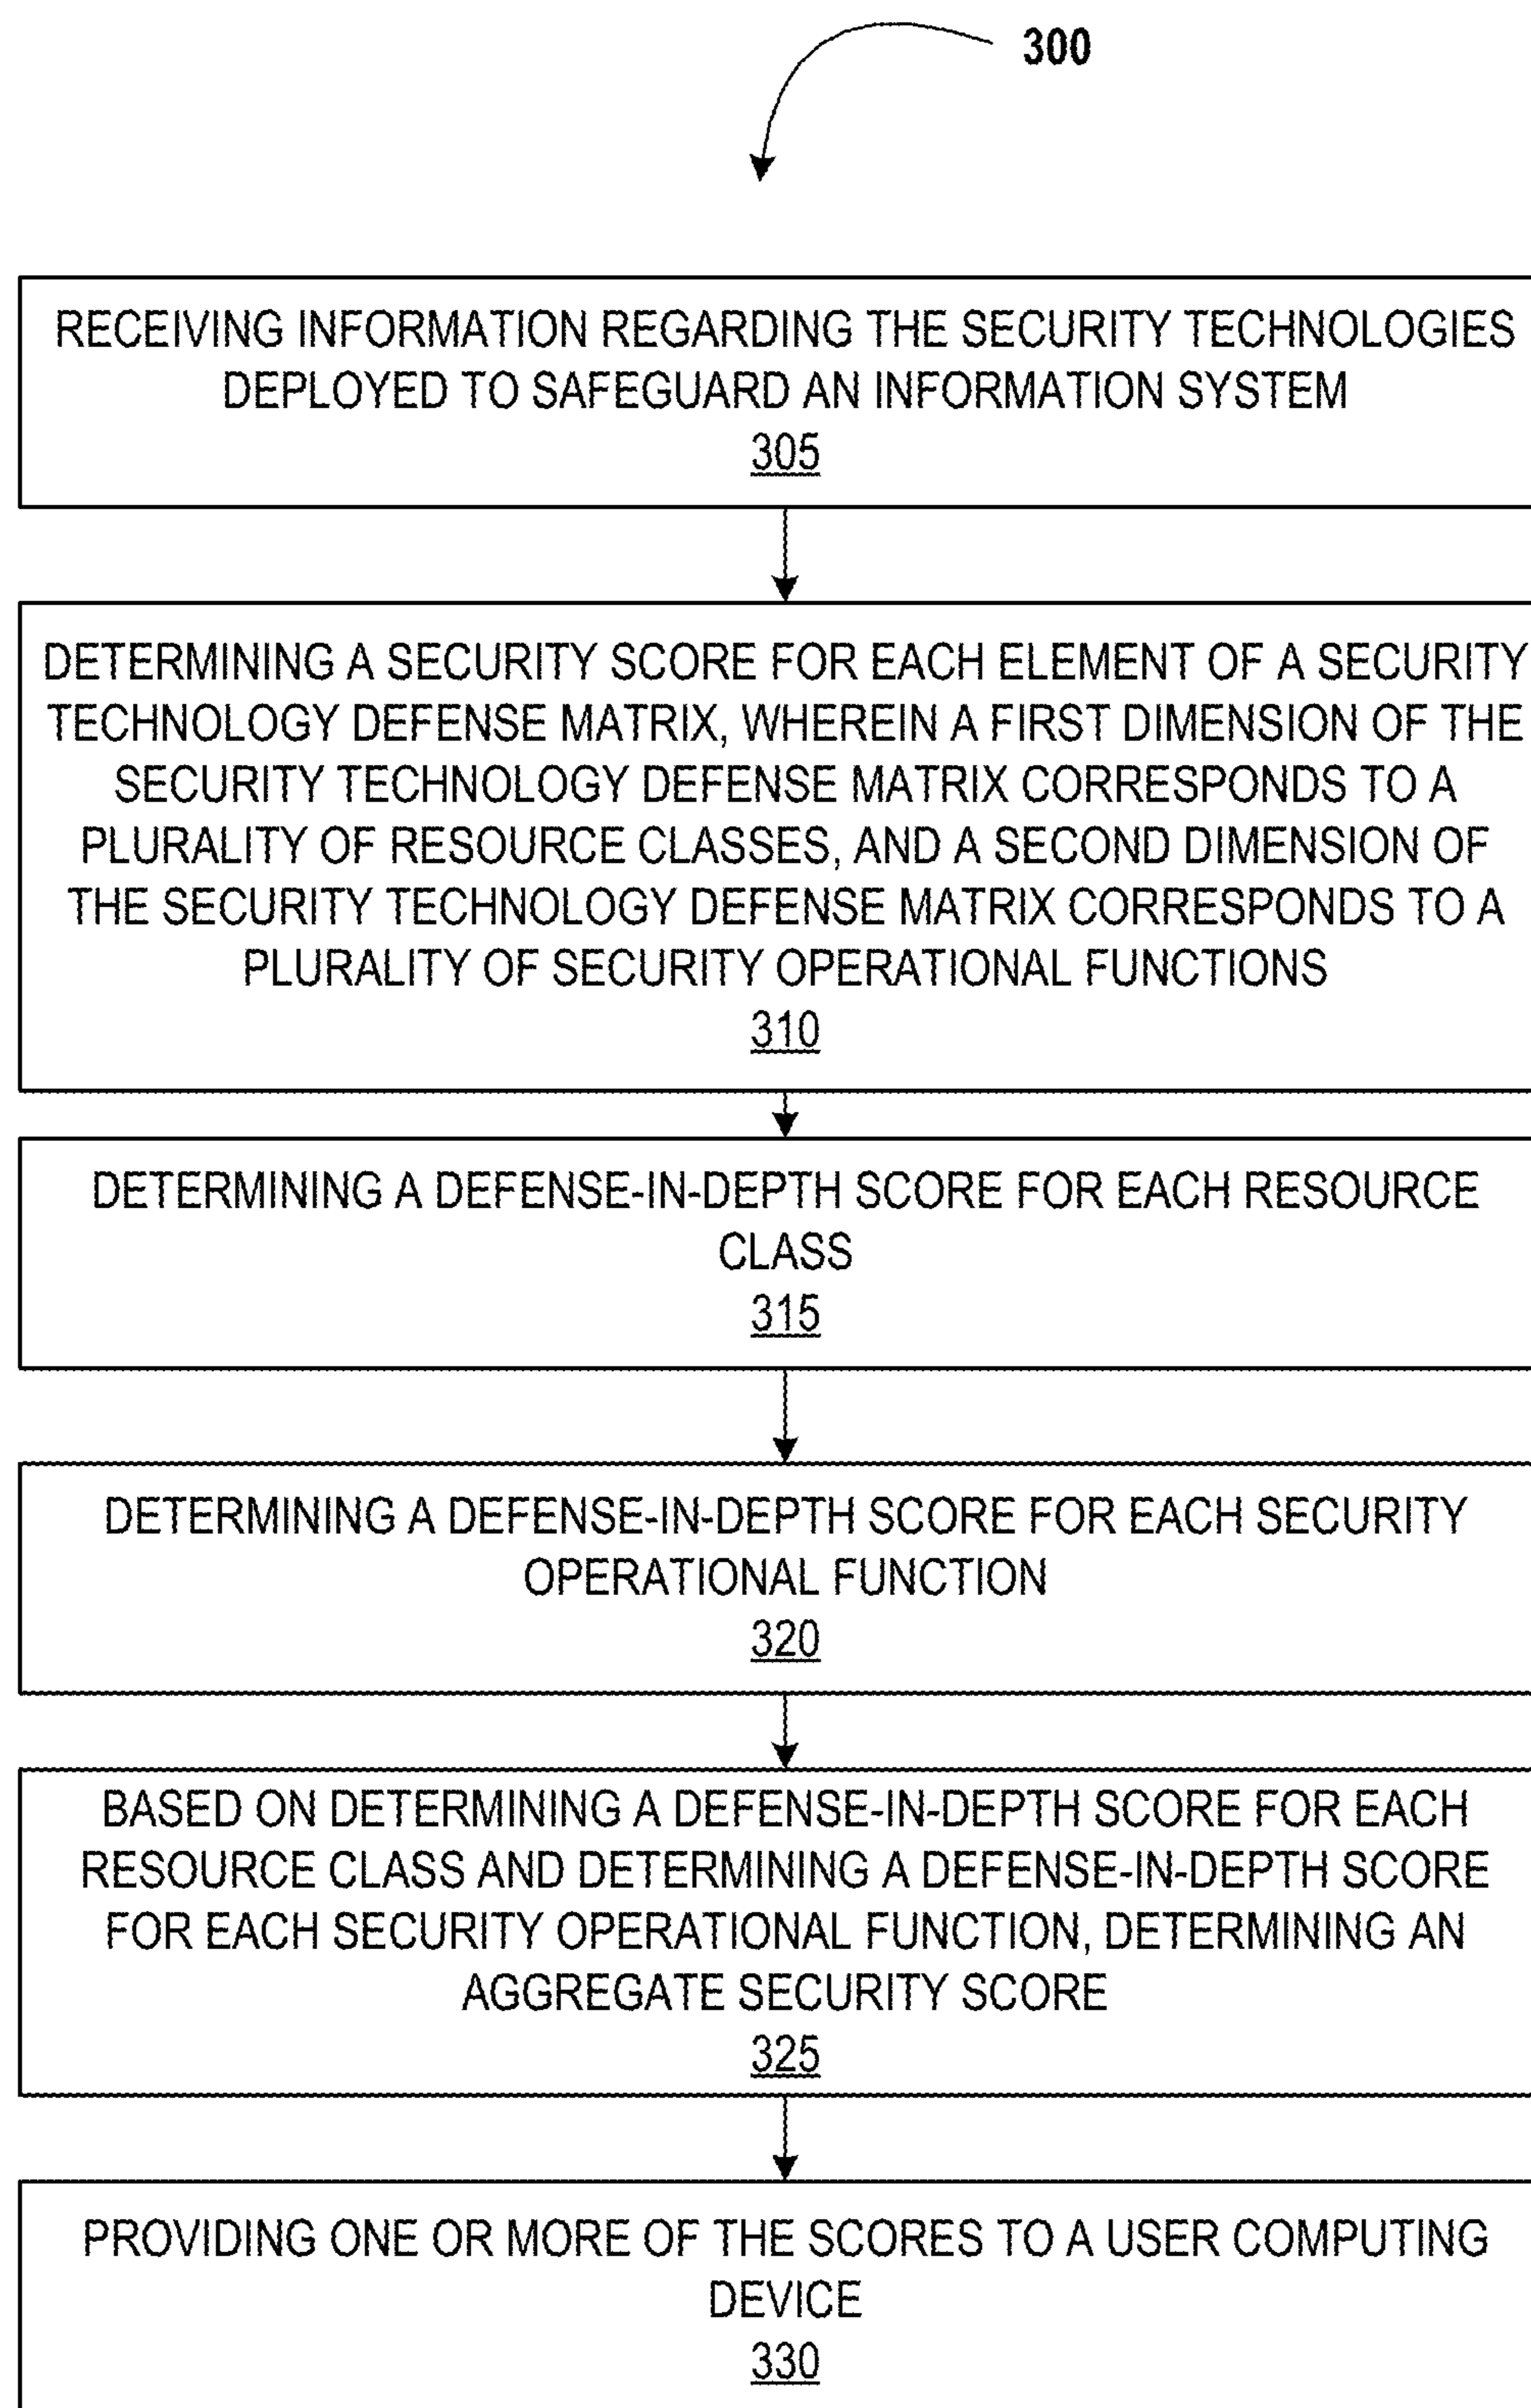 300
RECEIVING INFORMATION REGARDING THE SECURITY TECHNOLOGIES
DEPLOYED TO SAFEGUARD AN INFORMATION SYSTEM
305
DETERMINING A SECURITY SCORE FOR EACH ELEMENT OF A SECURITY
TECHNOLOGY DEFENSE MATRIX, WHEREIN A FIRST DIMENSION OF THE
SECURITY TECHNOLOGY DEFENSE MATRIX CORRESPONDS TO A
PLURALITY OF RESOURCE CLASSES, AND A SECOND DIMENSION OF
THE SECURITY TECHNOLOGY DEFENSE MATRIX CORRESPONDS TO A
PLURALITY OF SECURITY OPERATIONAL FUNCTIONS
310
DETERMINING A DEFENSE-IN-DEPTH SCORE FOR EACH RESOURCE
CLASS
315
DETERMINING A DEFENSE-IN-DEPTH SCORE FOR EACH SECURITY
OPERATIONAL FUNCTION
320
BASED ON DETERMINING A DEFENSE-IN-DEPTH SCORE FOR EACH
RESOURCE CLASS AND DETERMINING A DEFENSE-IN-DEPTH SCORE
FOR EACH SECURITY OPERATIONAL FUNCTION, DETERMINING AN
AGGREGATE SECURITY SCORE
325
PROVIDING ONE OR MORE OF THE SCORES TO A USER COMPUTING
DEVICE
330